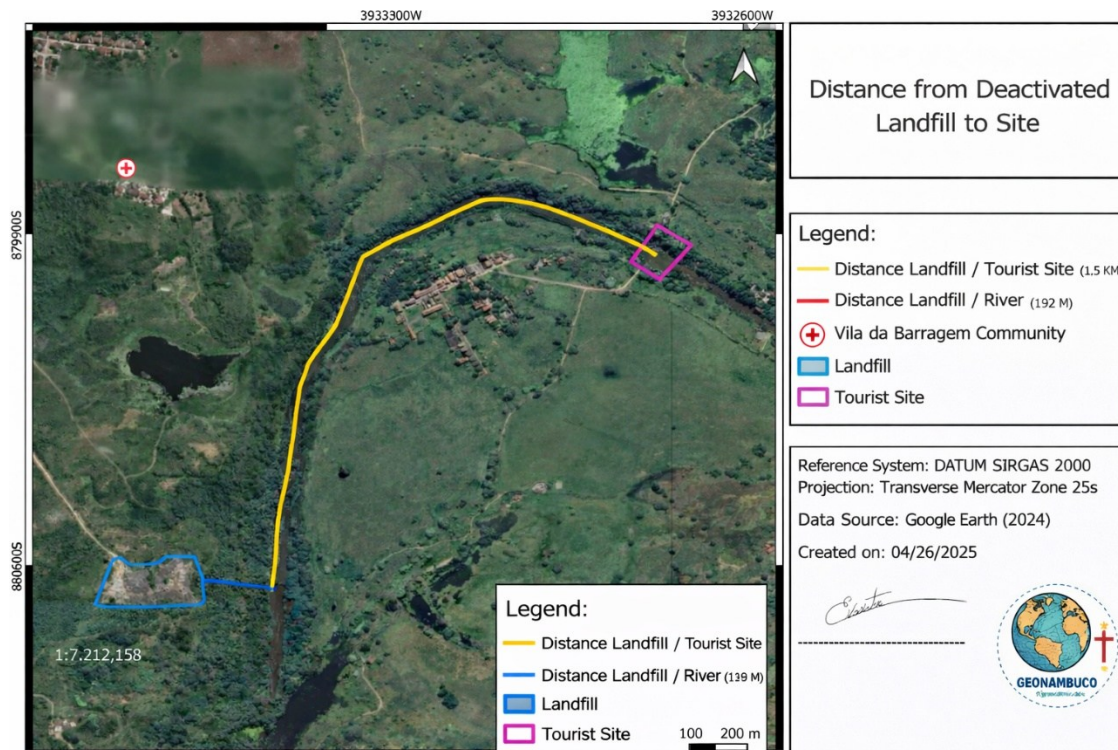 3933300W
3932600W
879900S
880600S
1:7.212,158
Legend:
Distance Landfill / Tourist Site
Distance Landfill / River (139 M)
Landfill
Tourist Site
100 200 m
Distance from Deactivated
Landfill to Site
Legend:
Distance Landfill / Tourist Site (1,5 KM
Distance Landfill / River (192 M)
Vila da Barragem Community
Landfill
Tourist Site
Reference System: DATUM SIRGAS 2000
Projection: Transverse Mercator Zone 25s
Data Source: Google Earth (2024)
Created on: 04/26/2025
GEONAMBUCO